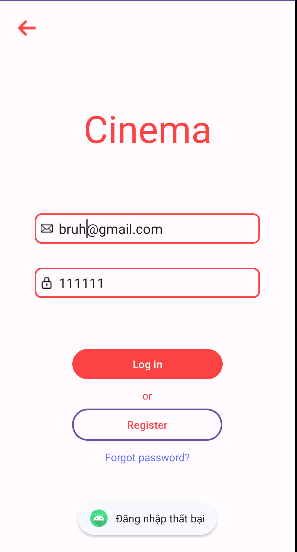 Cinema
bruh@gmail.com
111111
Log in
or
Register
Forgot password?
Đăng nhập thất bại